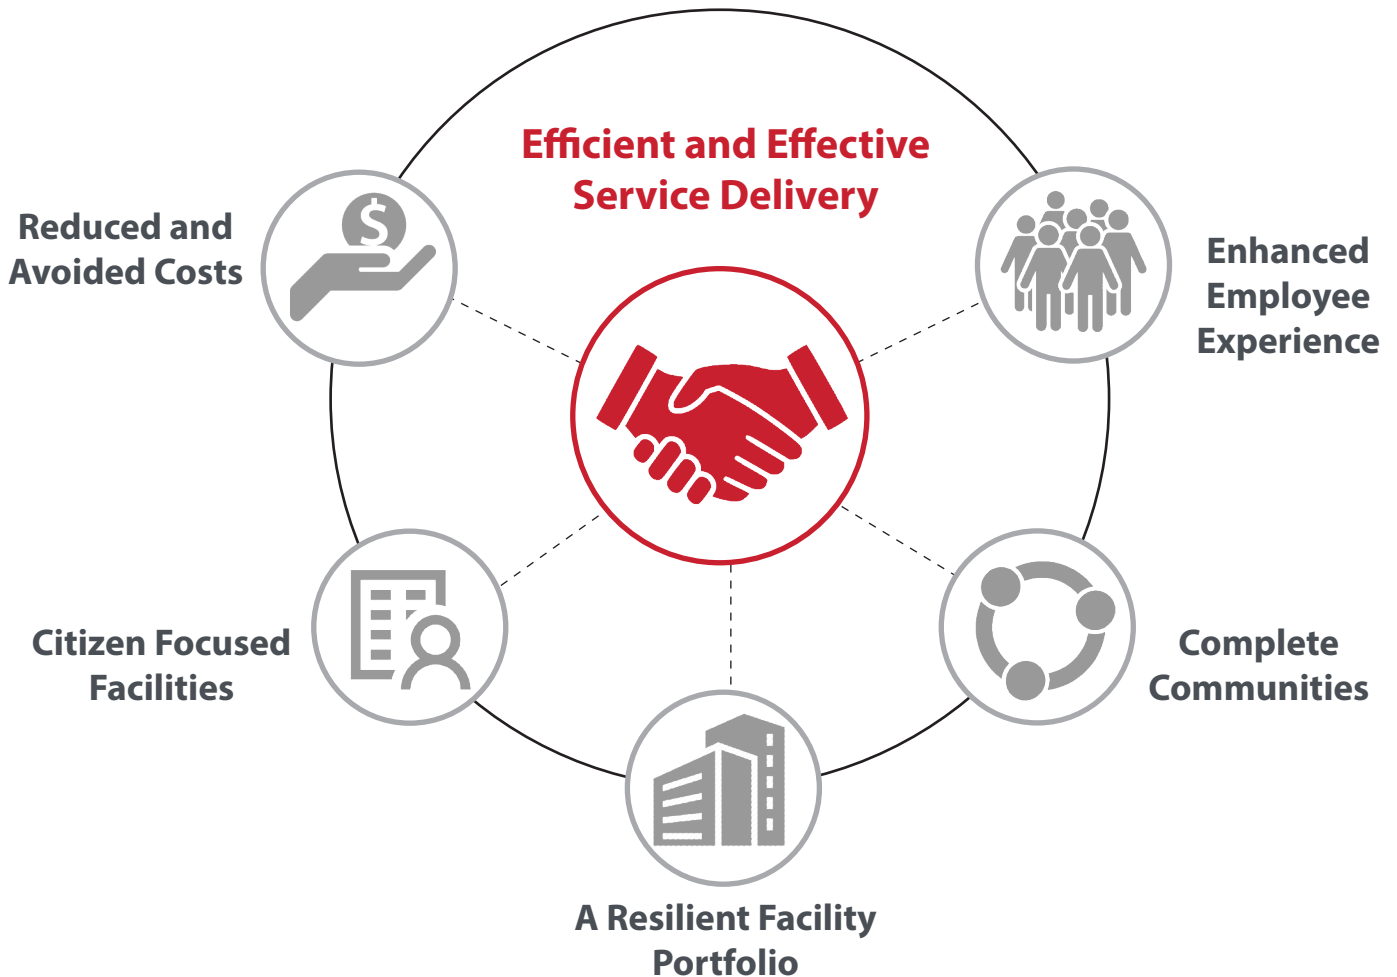 Efficient and Effective
Service Delivery
$
Reduced and
Avoided Costs
Enhanced
Employee
Experience
Citizen Focused
Facilities
Complete
Communities
A Resilient Facility
Portfolio